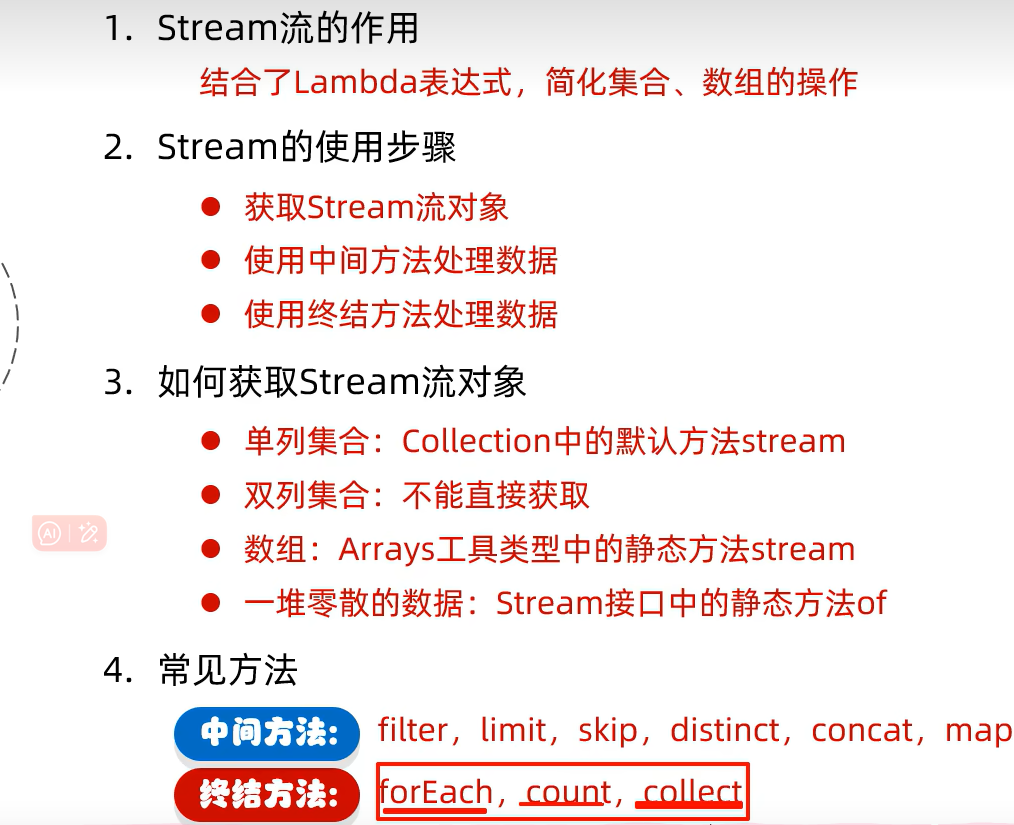 1. Stream流的作用
结合了Lambda表达式，简化集合、数组的操作
2. Stream的使用步骤
● 获取Stream流对象
● 使用中间方法处理数据
● 使用终结方法处理数据
3. 如何获取Stream流对象
● 单列集合：Collection中的默认方法stream
● 双列集合：不能直接获取
● 数组：Arrays工具类型中的静态方法stream
● 一堆零散的数据：Stream接口中的静态方法of
AI
4. 常见方法
中间方法: filter，limit，skip，distinct，concat，map
终结方法: forEach，count，collect